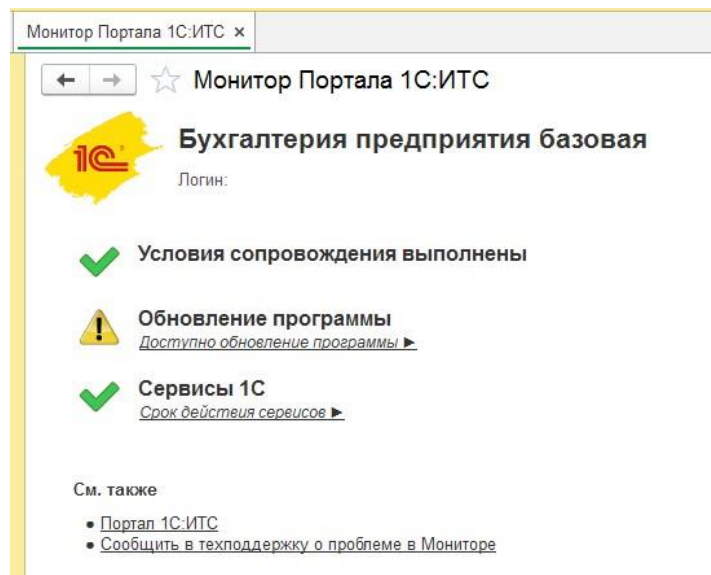 Монитор Портала 1С:ИТС ×
Монитор Портала 1С:ИТС
1С
Бухгалтерия предприятия базовая
Логин:
Условия сопровождения выполнены
Обновление программы
Доступно обновление программы ►
Сервисы 1С
Срок действия сервисов ►
См. также
• Портал 1С:ИТС
• Сообщить в техподдержку о проблеме в Мониторе